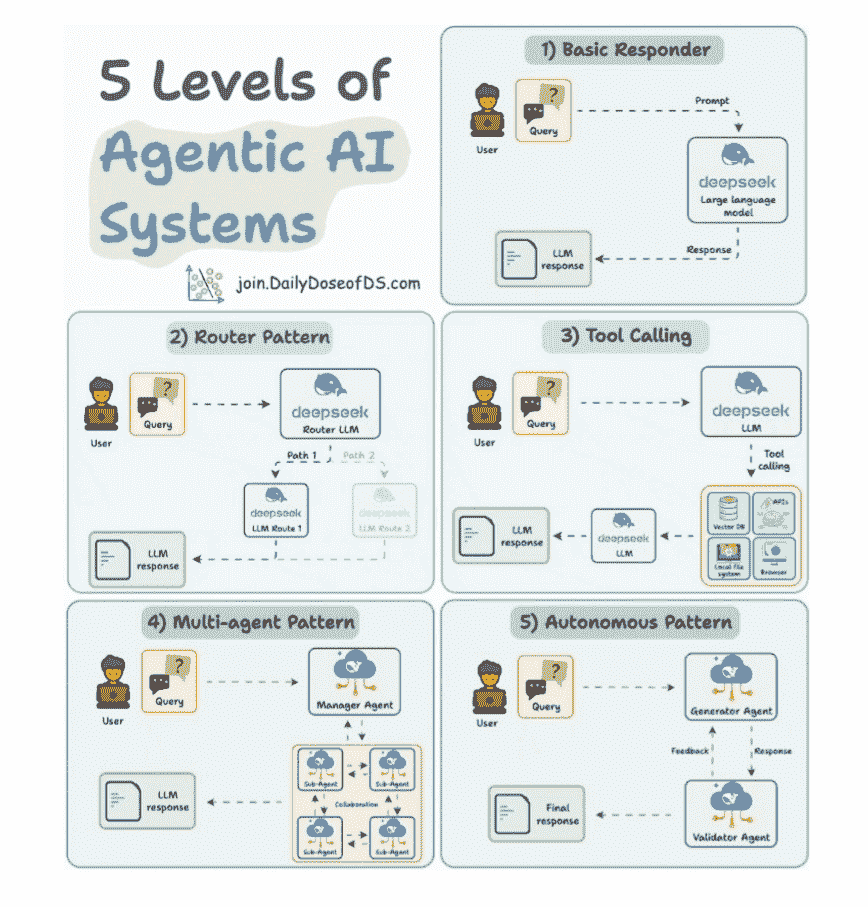 5 Levels of
Agentic AI
Systems
join.DailyDoseofDS.com
1) Basic Responder
User
?
Query
Prompt
deepseek
Large language
model
Response
LLM
response
2) Router Pattern
User
?
Query
deepseek
Router LLM
Path 1
Path 2
deepseek
LLM Route 1
deepseek
LLM Route 2
LLM
response
3) Tool Calling
User
?
Query
deepseek
LLM
Tool
calling
Vector DB
APIs
Local file
system
Browser
deepseek
LLM
LLM
response
4) Multi-agent Pattern
User
?
Query
Manager Agent
Sub-Agent
Sub-Agent
Collaboration
Sub-Agent
Sub-Agent
LLM
response
5) Autonomous Pattern
User
?
Query
Generator Agent
Feedback
Response
Validator Agent
Final
response